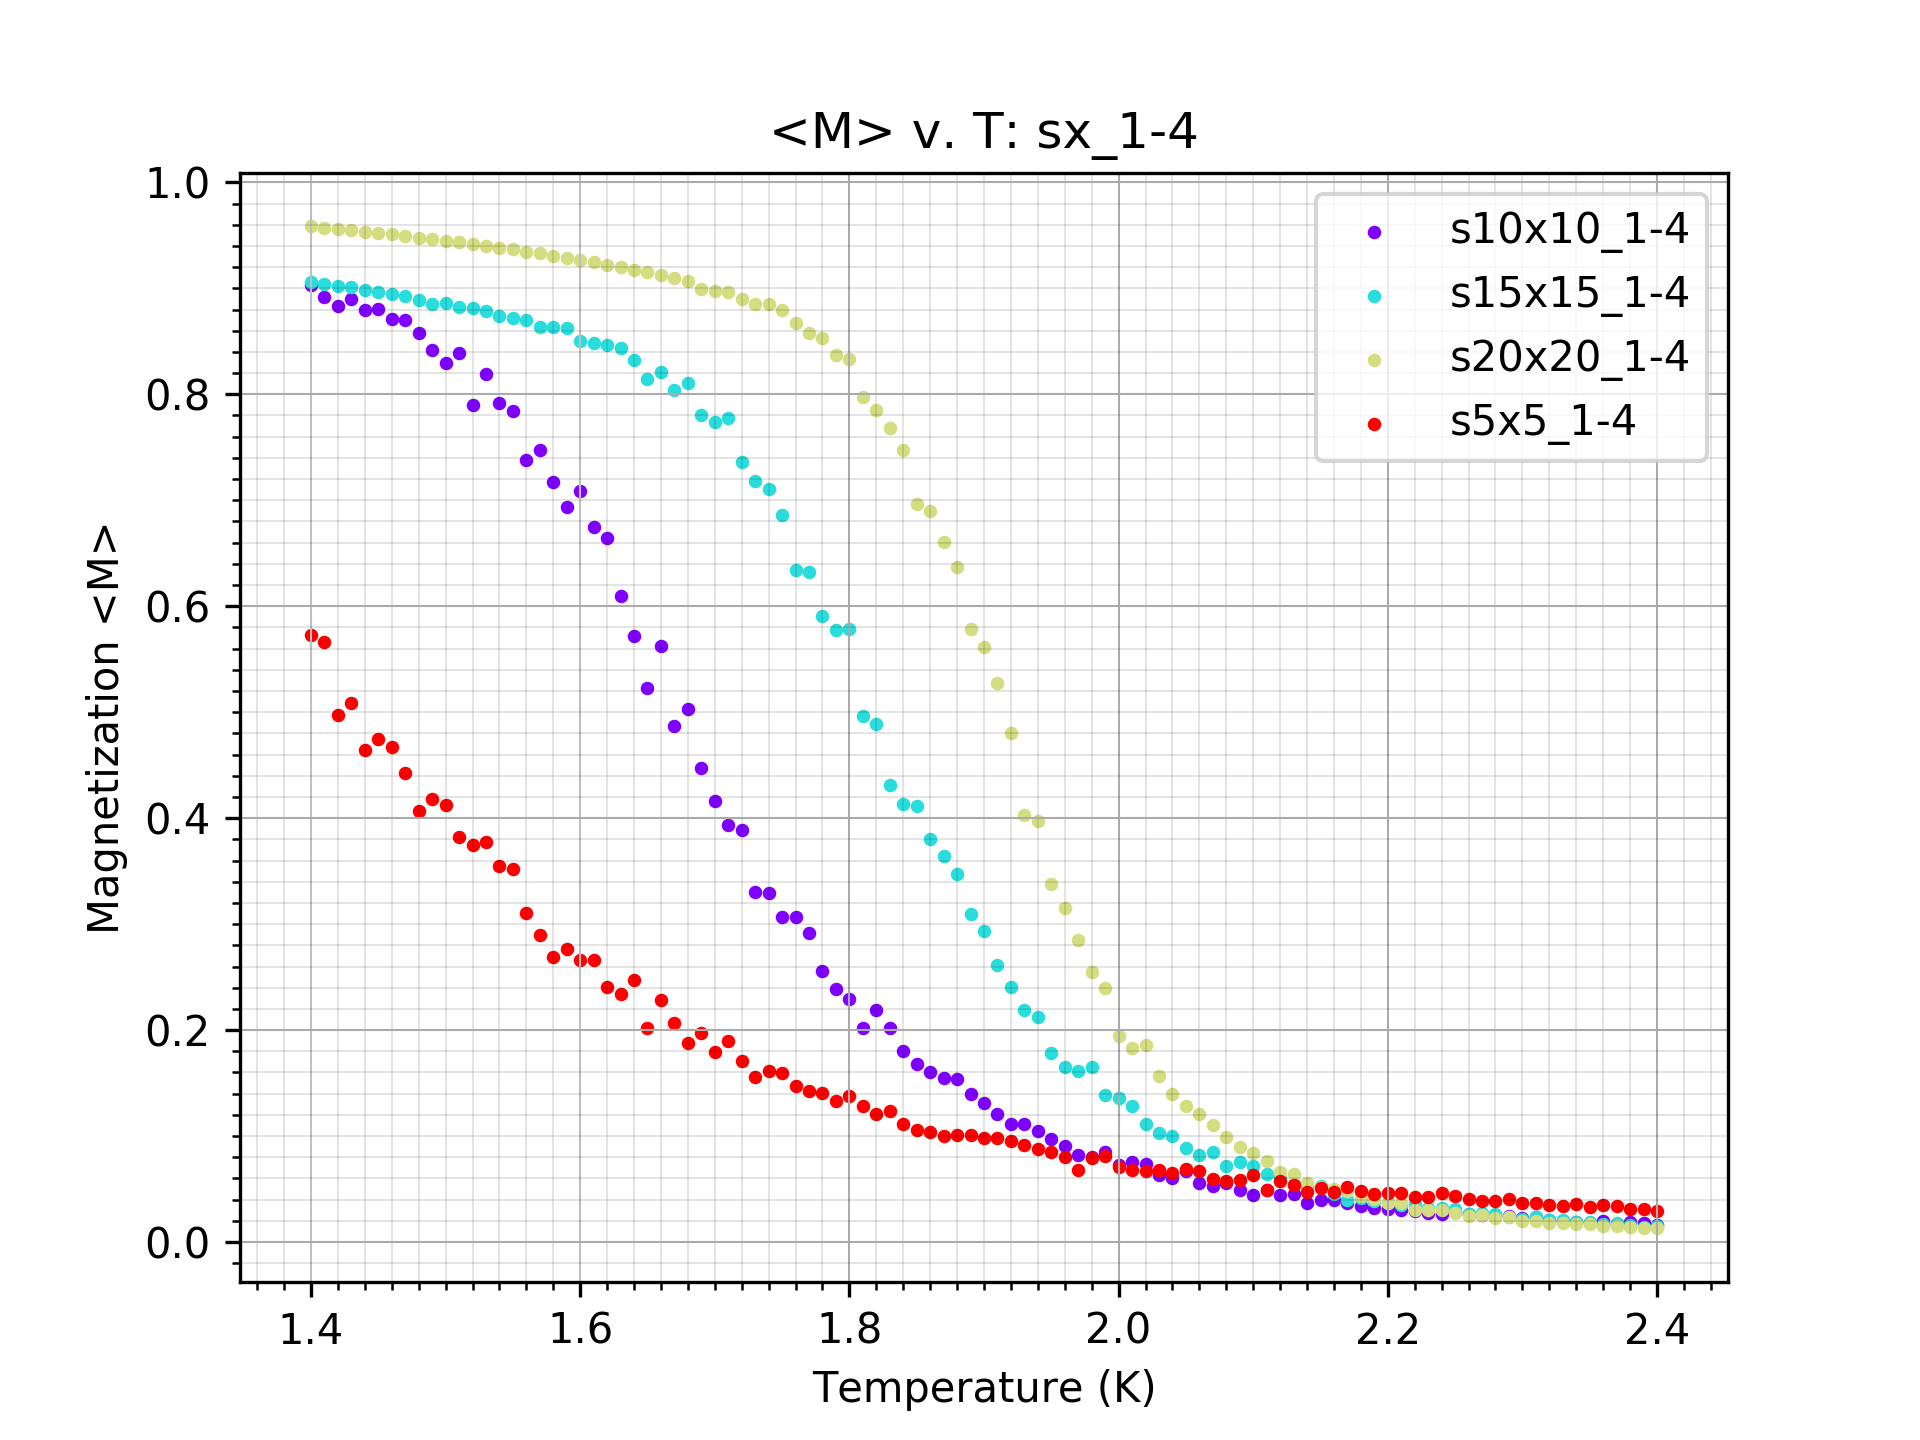 <M> v. T: sx_1-4
1.0
0.8
0.6
0.4
0.2
0.0
Magnetization <M>
s10x10_1-4
s15x15_1-4
s20x20_1-4
s5x5_1-4
1.4 1.6 1.8 2.0 2.2 2.4
Temperature (K)